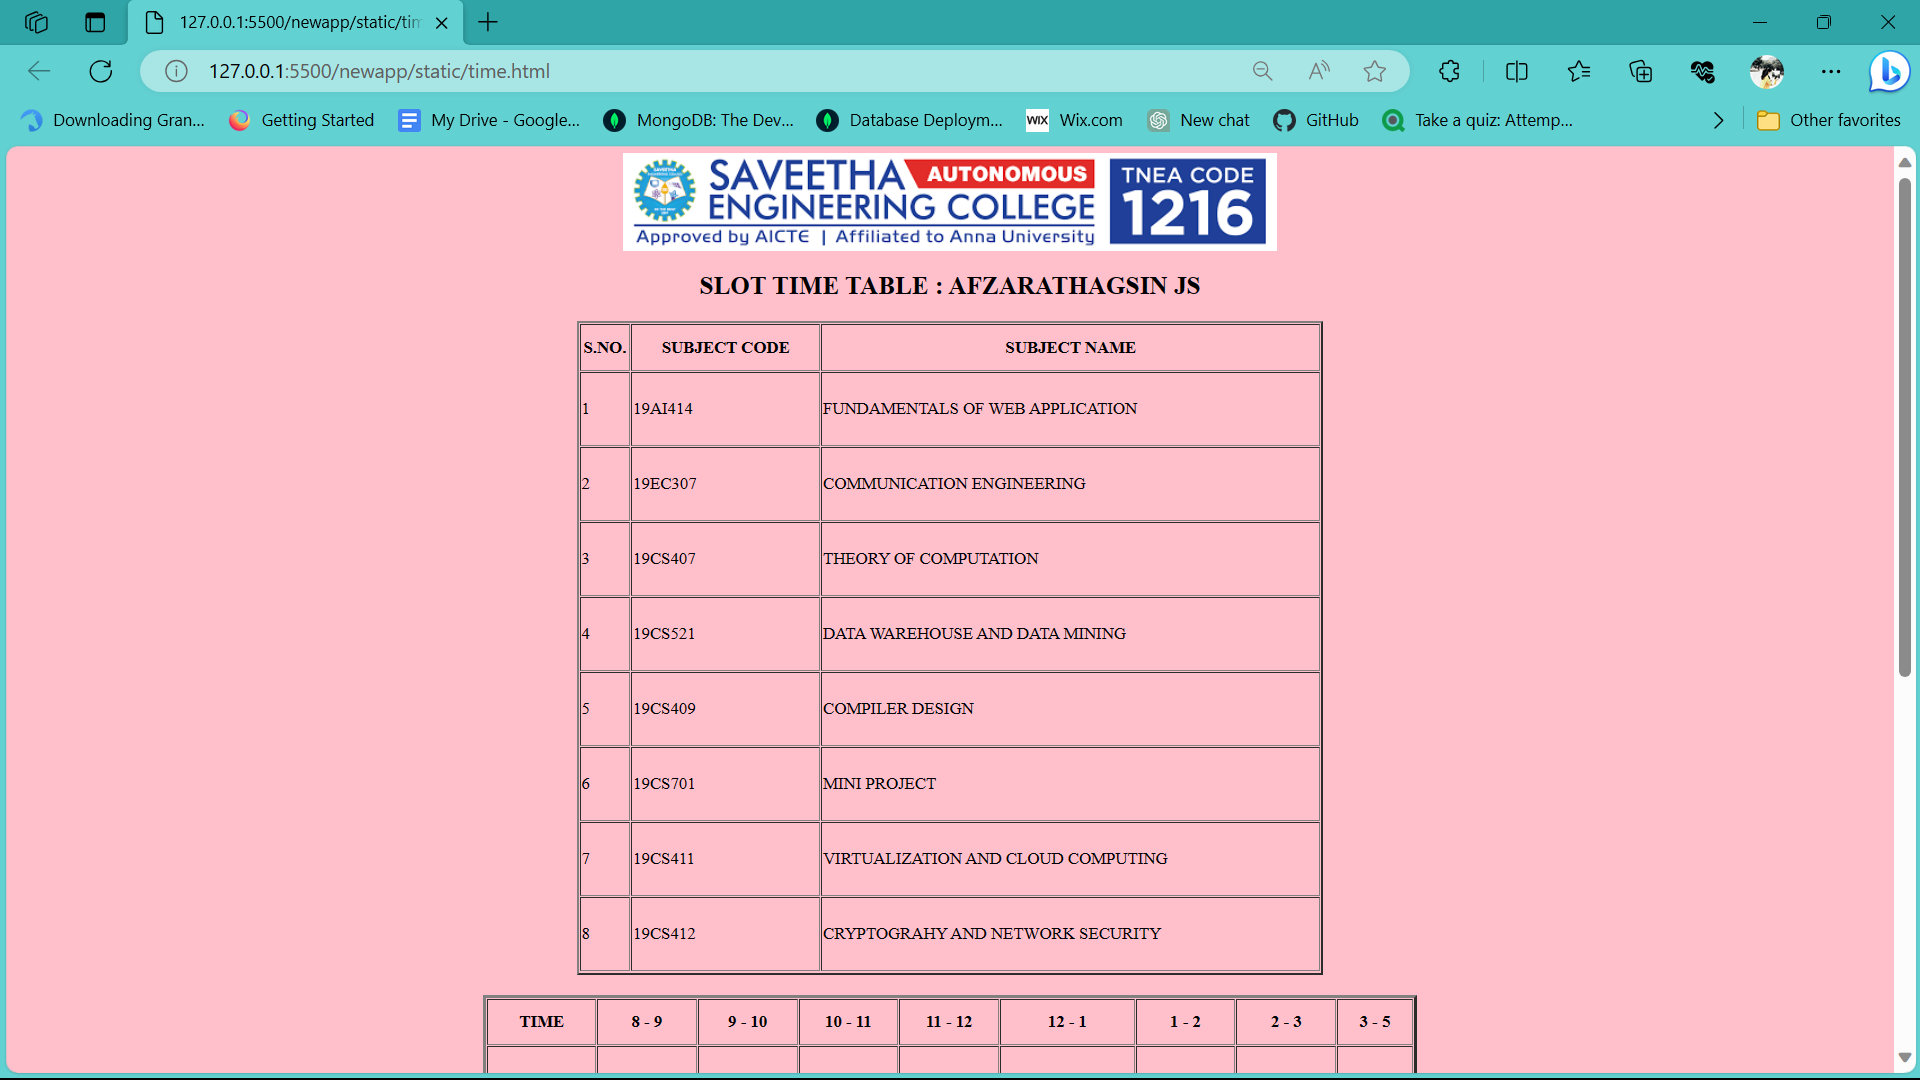 127.0.0.1:5500/newapp/static/tim
127.0.0.1:5500/newapp/static/time.html
Downloading Gran... Getting Started My Drive - Google... MongoDB: The Dev... Database Deploym... WIX Wix.com New chat GitHub Take a quiz: Attemp... Other favorites
SAVEETHA AUTONOMOUS
ENGINEERING COLLEGE
Approved by AICTE | Affiliated to Anna University
TNEA CODE
1216
SLOT TIME TABLE : AFZARATHAGSIN JS
S.NO. SUBJECT CODE SUBJECT NAME
1 19AI414 FUNDAMENTALS OF WEB APPLICATION
2 19EC307 COMMUNICATION ENGINEERING
3 19CS407 THEORY OF COMPUTATION
4 19CS521 DATA WAREHOUSE AND DATA MINING
5 19CS409 COMPILER DESIGN
6 19CS701 MINI PROJECT
7 19CS411 VIRTUALIZATION AND CLOUD COMPUTING
8 19CS412 CRYPTOGRAHY AND NETWORK SECURITY
TIME 8 - 9 9 - 10 10 - 11 11 - 12 12 - 1 1 - 2 2 - 3 3 - 5